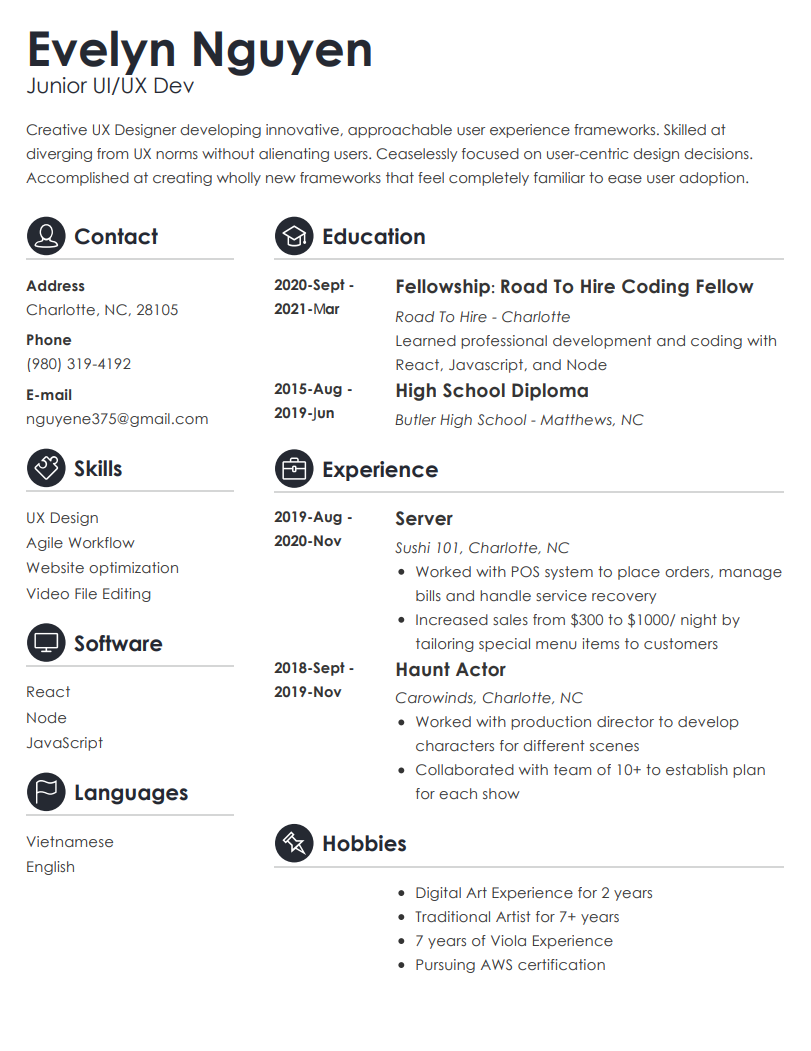 Evelyn Nguyen
Junior UI/UX Dev
Creative UX Designer developing innovative, approachable user experience frameworks. Skilled at
diverging from UX norms without alienating users. Ceaselessly focused on user-centric design decisions.
Accomplished at creating wholly new frameworks that feel completely familiar to ease user adoption.
Contact
Address
Charlotte, NC, 28105
Phone
(980) 319-4192
E-mail
nguyene375@gmail.com
Skills
UX Design
Agile Workflow
Website optimization
Video File Editing
Software
React
Node
JavaScript
Languages
Vietnamese
English
Education
2020-Sept -
2021-Mar
Fellowship: Road To Hire Coding Fellow
Road To Hire - Charlotte
Learned professional development and coding with
React, Javascript, and Node
2015-Aug -
2019-Jun
High School Diploma
Butler High School - Matthews, NC
Experience
2019-Aug -
2020-Nov
Server
Sushi 101, Charlotte, NC
• Worked with POS system to place orders, manage
bills and handle service recovery
• Increased sales from $300 to $1000/ night by
tailoring special menu items to customers
2018-Sept -
2019-Nov
Haunt Actor
Carowinds, Charlotte, NC
• Worked with production director to develop
characters for different scenes
• Collaborated with team of 10+ to establish plan
for each show
Hobbies
• Digital Art Experience for 2 years
• Traditional Artist for 7+ years
• 7 years of Viola Experience
• Pursuing AWS certification